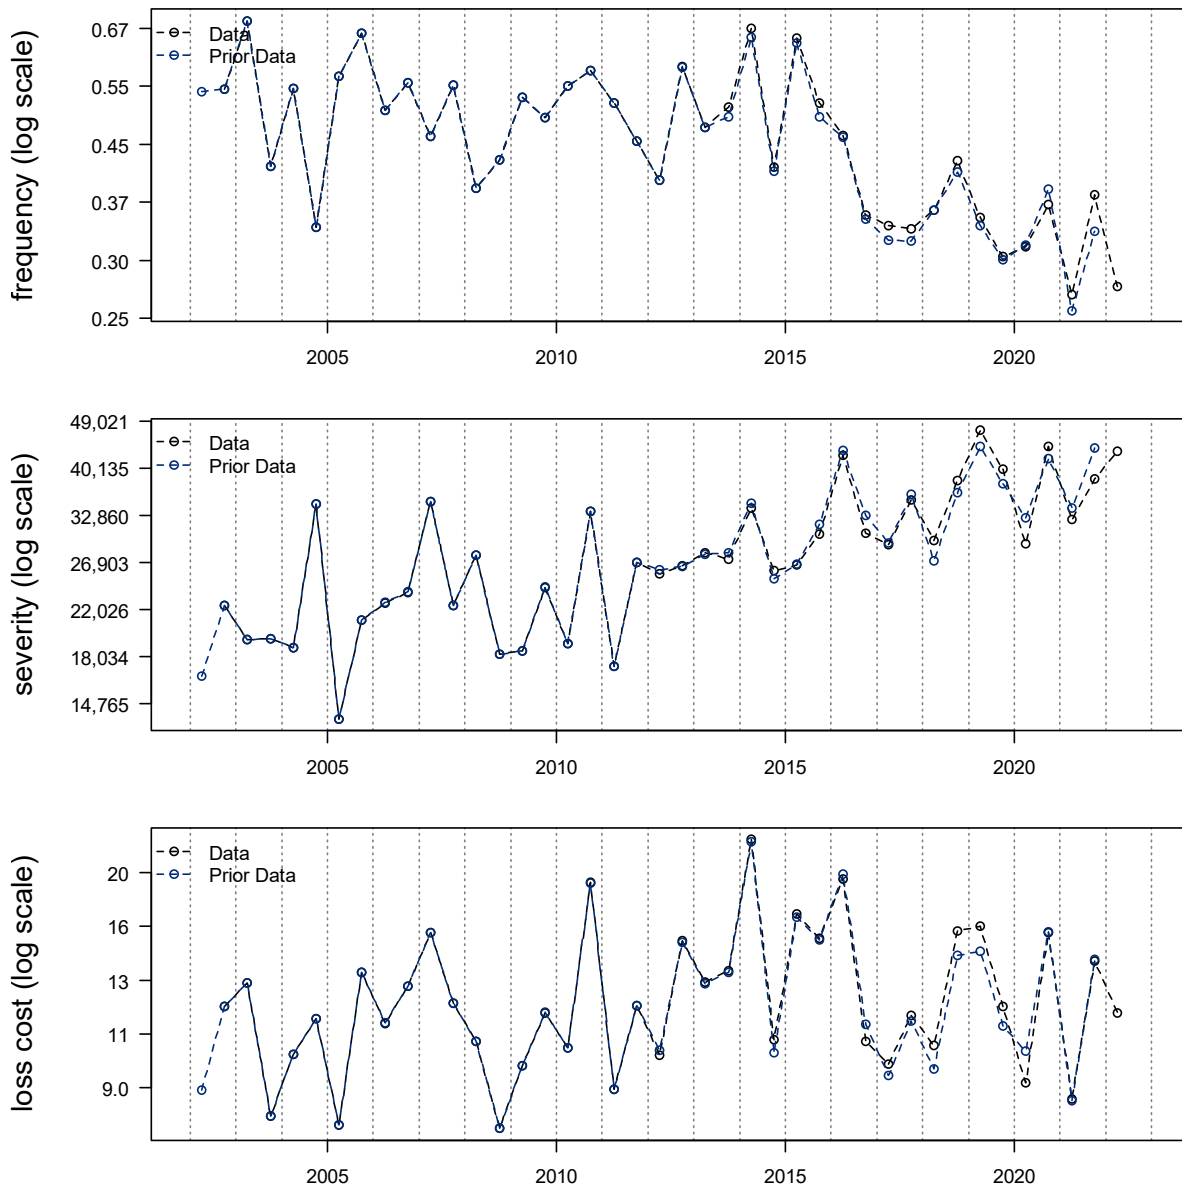 frequency (log scale)
0.67
0.55
0.45
0.37
0.30
0.25
Data
Prior Data
2005 2010 2015 2020
severity (log scale)
49,021
40,135
32,860
26,903
22,026
18,034
14,765
Data
Prior Data
2005 2010 2015 2020
loss cost (log scale)
20
16
13
11
9.0
Data
Prior Data
2005 2010 2015 2020